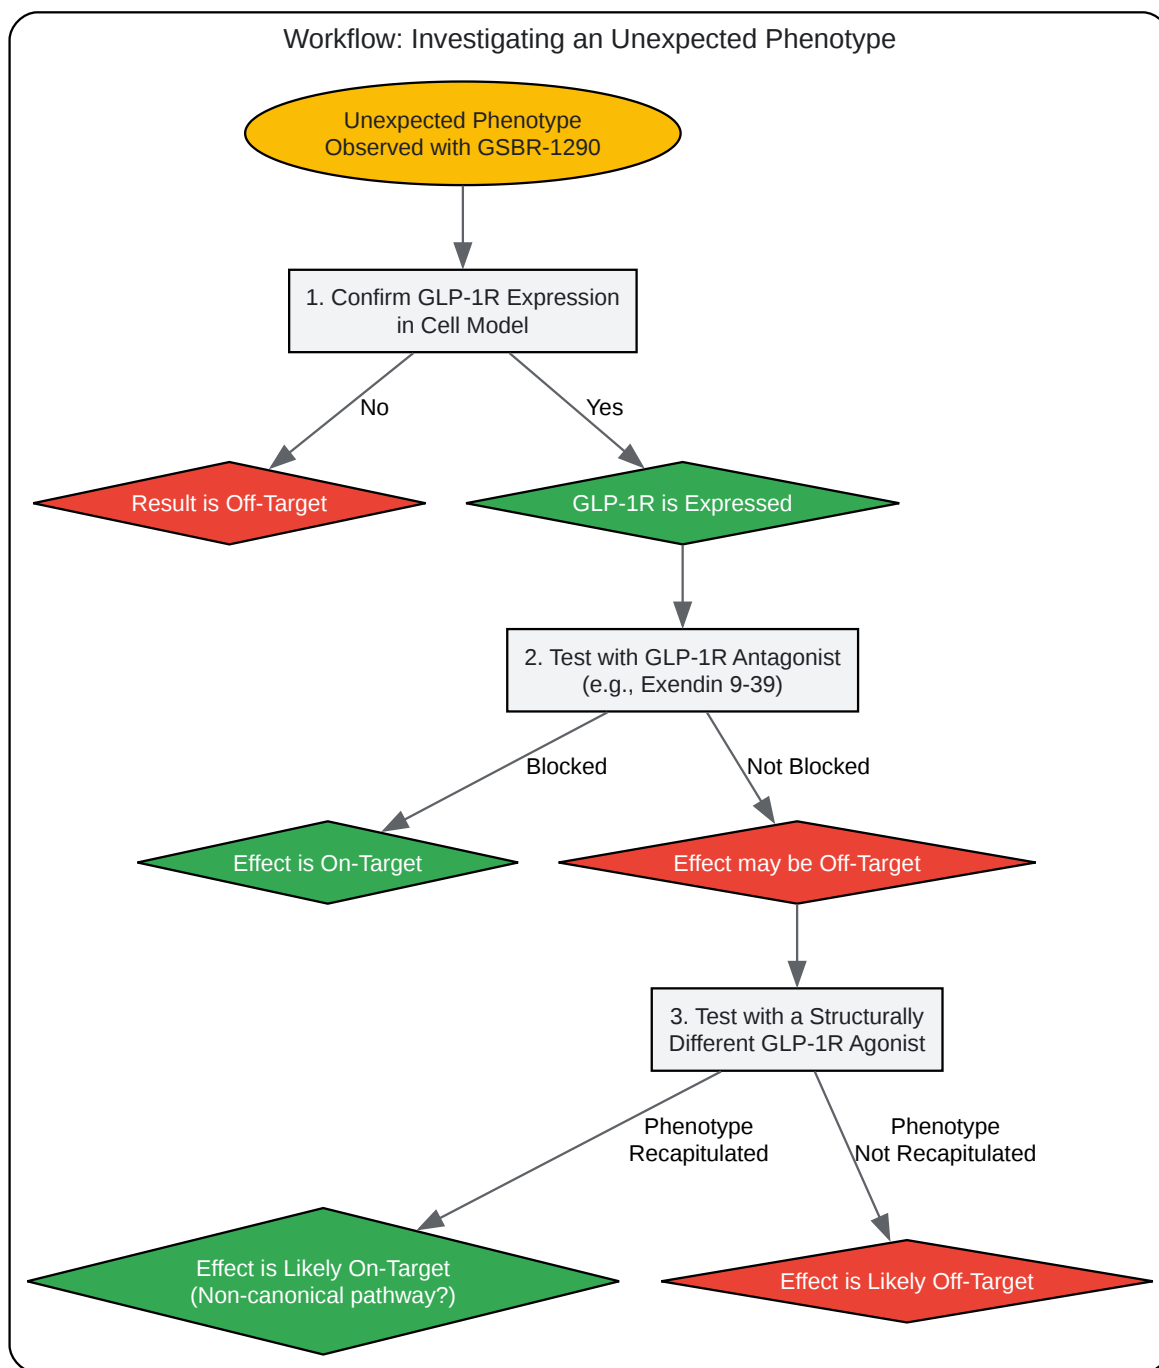 Workflow: Investigating an Unexpected Phenotype
Unexpected Phenotype
Observed with GSBR-1290
1. Confirm GLP-1R Expression
in Cell Model
No
Yes
Result is Off-Target
GLP-1R is Expressed
2. Test with GLP-1R Antagonist
(e.g., Exendin 9-39)
Blocked
Not Blocked
Effect is On-Target
Effect may be Off-Target
3. Test with a Structurally
Different GLP-1R Agonist
Phenotype
Recapitulated
Phenotype
Not Recapitulated
Effect is Likely On-Target
(Non-canonical pathway?)
Effect is Likely Off-Target